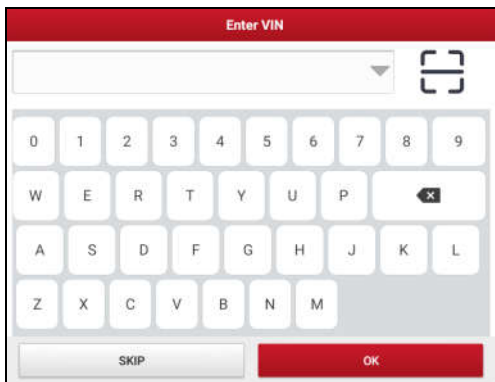 Enter VIN
0 1 2 3 4 5 6 7 8 9
W E R T Y U P
A S D F G H J K L
Z X C V B N M
SKIP OK